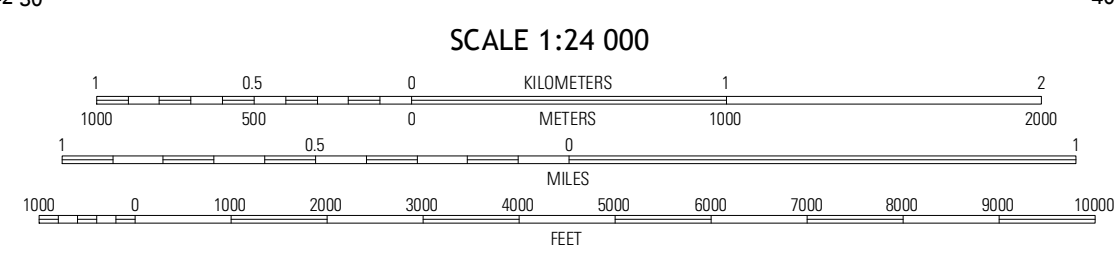 SCALE 1:24 000
1 0.5 0 KILOMETERS 1 2
1000 500 0 METERS 1000 2000
1 0.5 0 1
MILES
1000 0 1000 2000 3000 4000 5000 6000 7000 8000 9000 10000
FEET